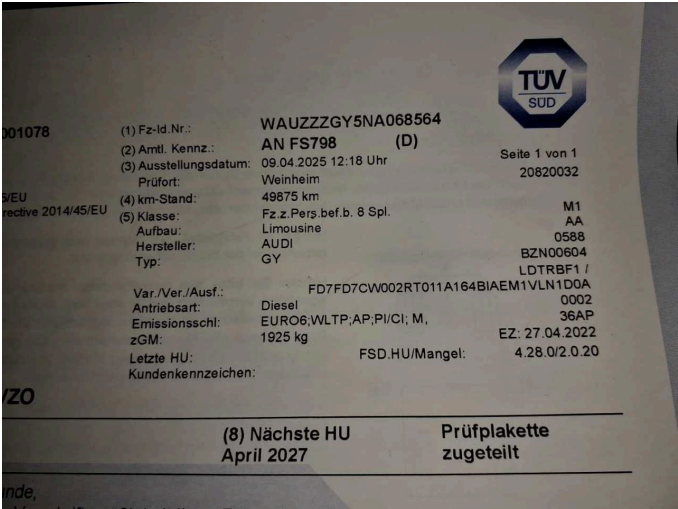 TÜV
SÜD
001078
(1) Fz-Id.Nr.: WAUZZZGY5NA068564
(2) Amtl. Kennz.: AN FS798 (D)
(3) Ausstellungsdatum: 09.04.2025 12:18 Uhr Seite 1 von 1
Prüfort: Weinheim 20820032
5/EU (4) km-Stand: 49875 km
rective 2014/45/EU (5) Klasse: Fz.z.Pers.bef.b. 8 Spl. M1
Aufbau: Limousine AA
Hersteller: AUDI 0588
Typ: GY BZN00604
LDTRBF1 /
Var./Ver./Ausf.: FD7FD7CW002RT011A164BIAEM1VLN1D0A
Antriebsart: Diesel 0002
Emissionsschl: EURO6;WLTP;AP;PI/CI; M, 36AP
zGM: 1925 kg EZ: 27.04.2022
Letzte HU: FSD.HU/Mangel: 4.28.0/2.0.20
Kundenkennzeichen:
VZO
(8) Nächste HU Prüfplakette
April 2027 zugeteilt
unde,